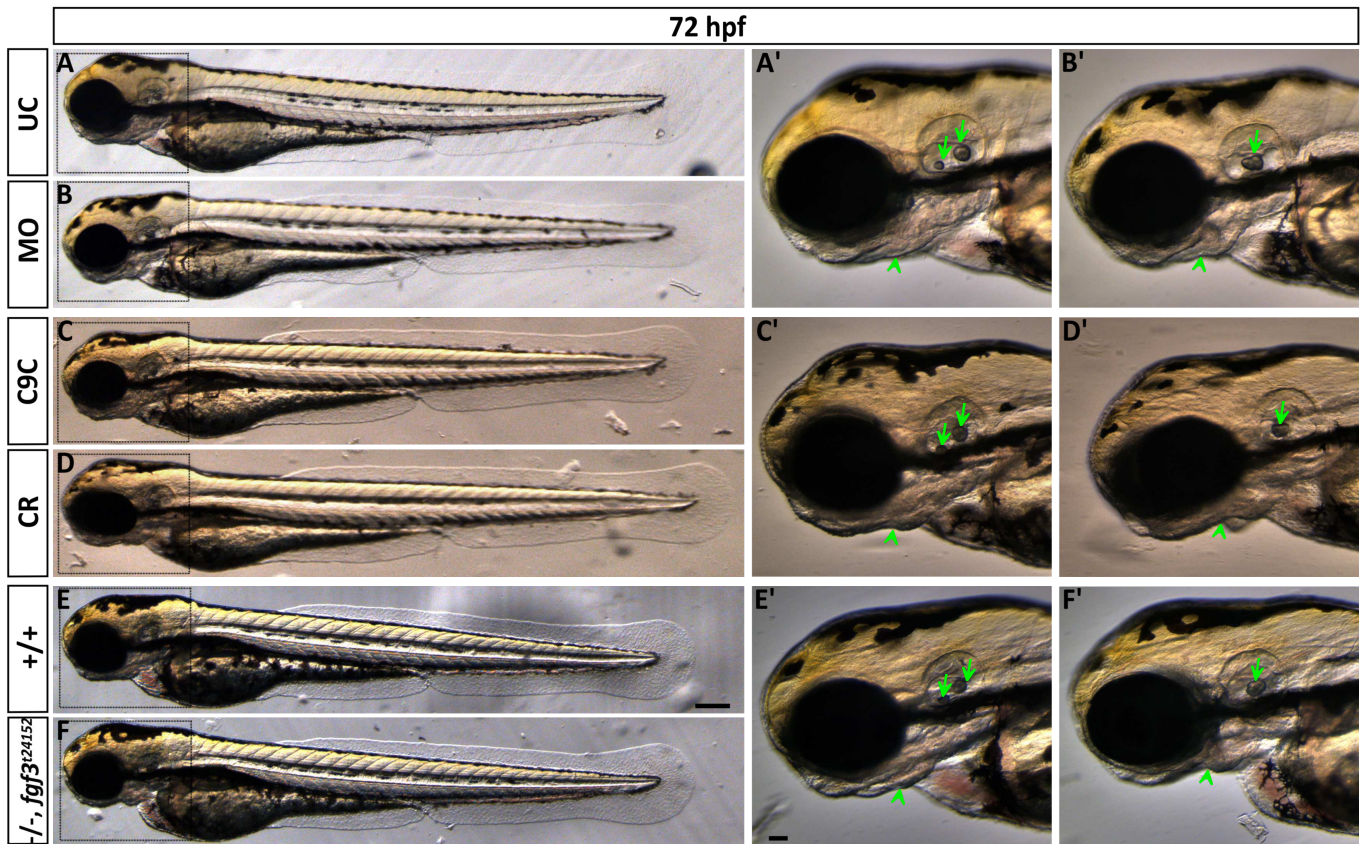 72 hpf
UC
A
A'
B'
MO
B
C9C
C
C'
D'
CR
D
+/+
E
E'
F'
-/-, fgf3t24152
F